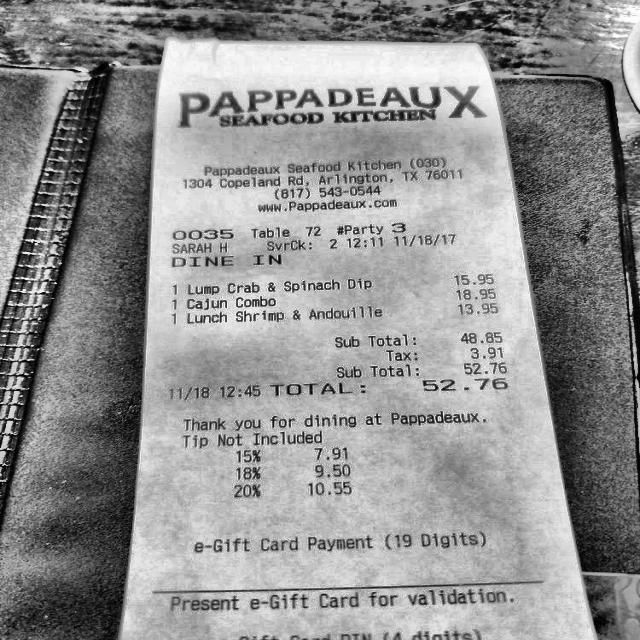 PAPPADEAUX
SEAFOOD KITCHEN
Pappadeaux Seafood Kitchen (030)
1304 Copeland Rd, Arlington, TX 76011
(817) 543-0544
www.Pappadeaux.com
0035 Table 72 #Party 3
SARAH H SvrCk: 2 12:11 11/18/17
DINE IN
1 Lump Crab & Spinach Dip 15.95
1 Cajun Combo 18.95
1 Lunch Shrimp & Andouille 13.95
Sub Total: 48.85
Tax: 3.91
Sub Total: 52.76
11/18 12:45 TOTAL: 52.76
Thank you for dining at Pappadeaux.
Tip Not Included
15% 7.91
18% 9.50
20% 10.55
e-Gift Card Payment (19 Digits)
Present e-Gift Card for validation.
Gift Card PIN (4 digits)